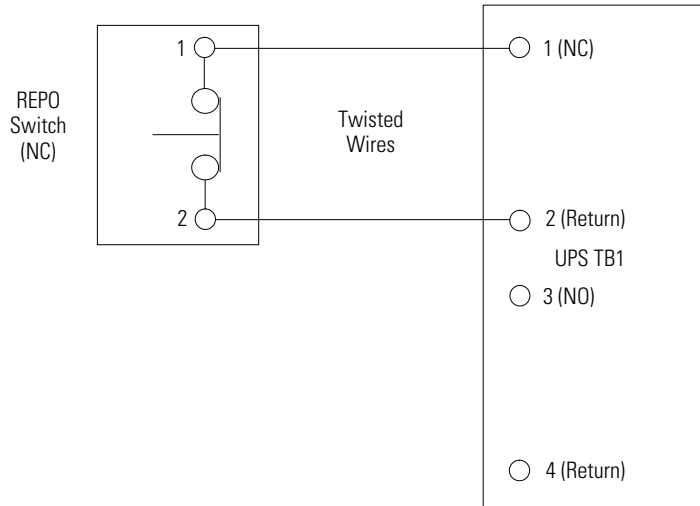 1
1 (NC)
REPO
Switch
(NC)
Twisted
Wires
2
2 (Return)
UPS TB1
3 (NO)
4 (Return)